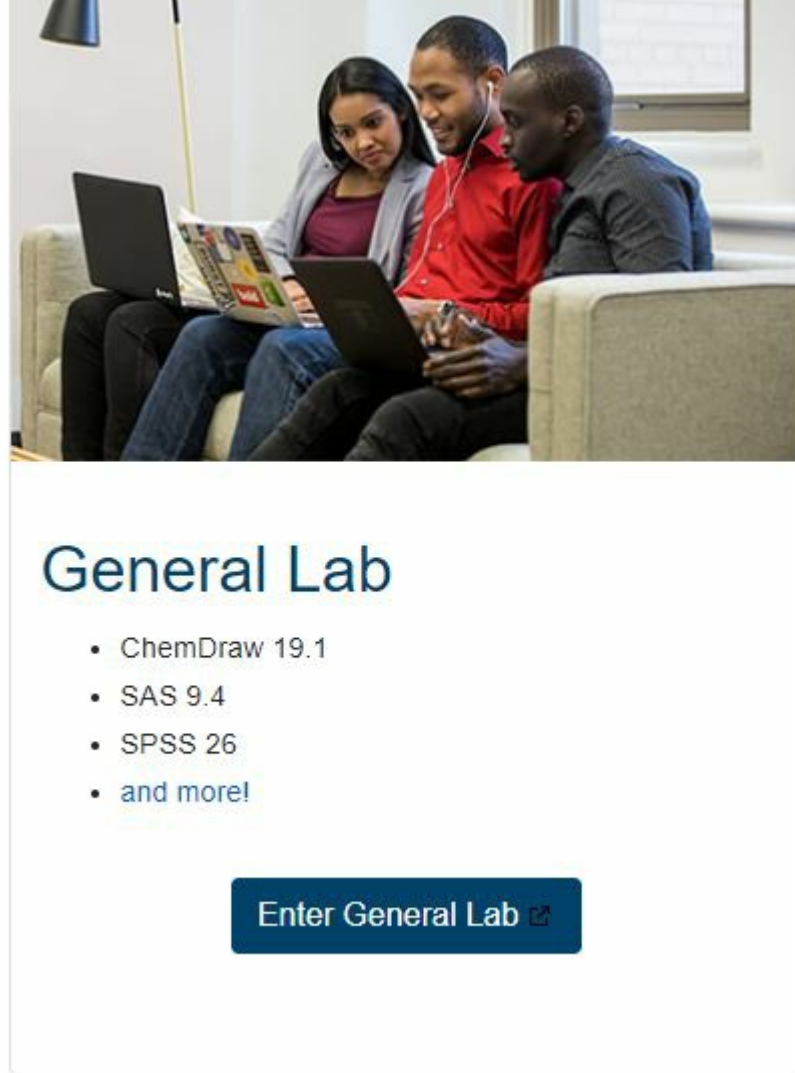 General Lab
• ChemDraw 19.1
• SAS 9.4
• SPSS 26
• and more!
Enter General Lab